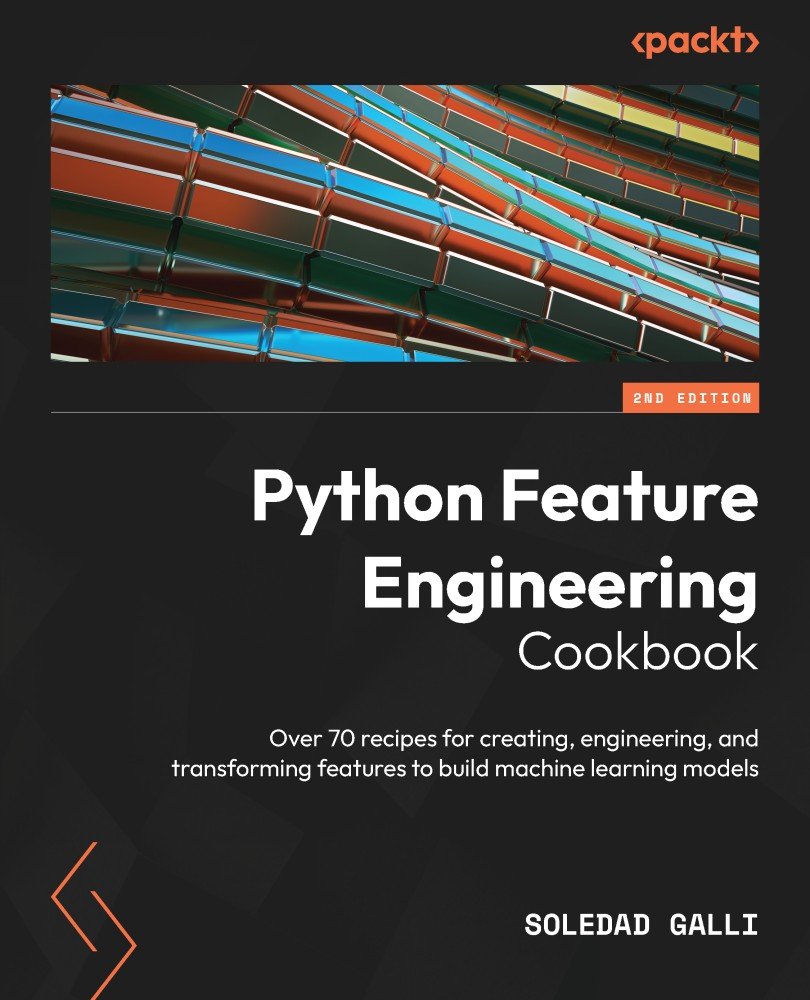 <packt>
2ND EDITION
Python Feature
Engineering
Cookbook
Over 70 recipes for creating, engineering, and
transforming features to build machine learning models
SOLEDAD GALLI